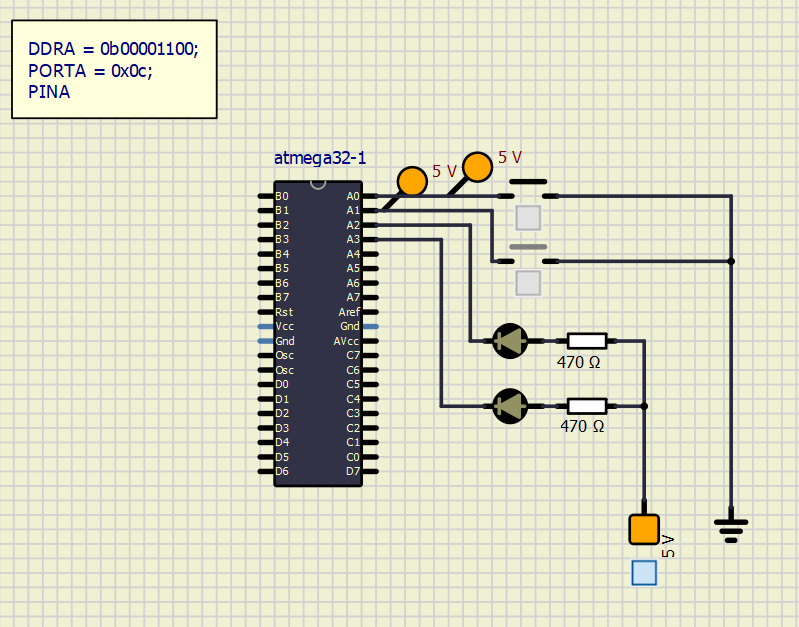 DDRA = 0b00001100;
PORTA = 0x0c;
PINA
atmega32-1
5 V
5 V
B0 A0
B1 A1
B2 A2
B3 A3
B4 A4
B5 A5
B6 A6
B7 A7
Rst Aref
Vcc Gnd
Gnd AVcc
Osc C7
Osc C6
D0 C5
D1 C4
D2 C3
D3 C2
D4 C1
D5 C0
D6 D7
470 Ω
470 Ω
5 V